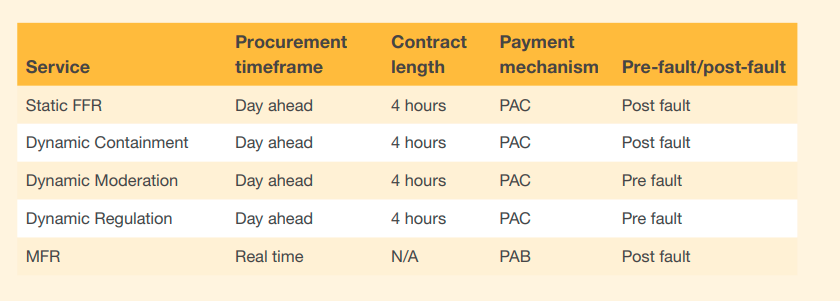 Service Procurement timeframe Contract length Payment mechanism Pre-fault/post-fault
Static FFR Day ahead 4 hours PAC Post fault
Dynamic Containment Day ahead 4 hours PAC Post fault
Dynamic Moderation Day ahead 4 hours PAC Pre fault
Dynamic Regulation Day ahead 4 hours PAC Pre fault
MFR Real time N/A PAB Post fault